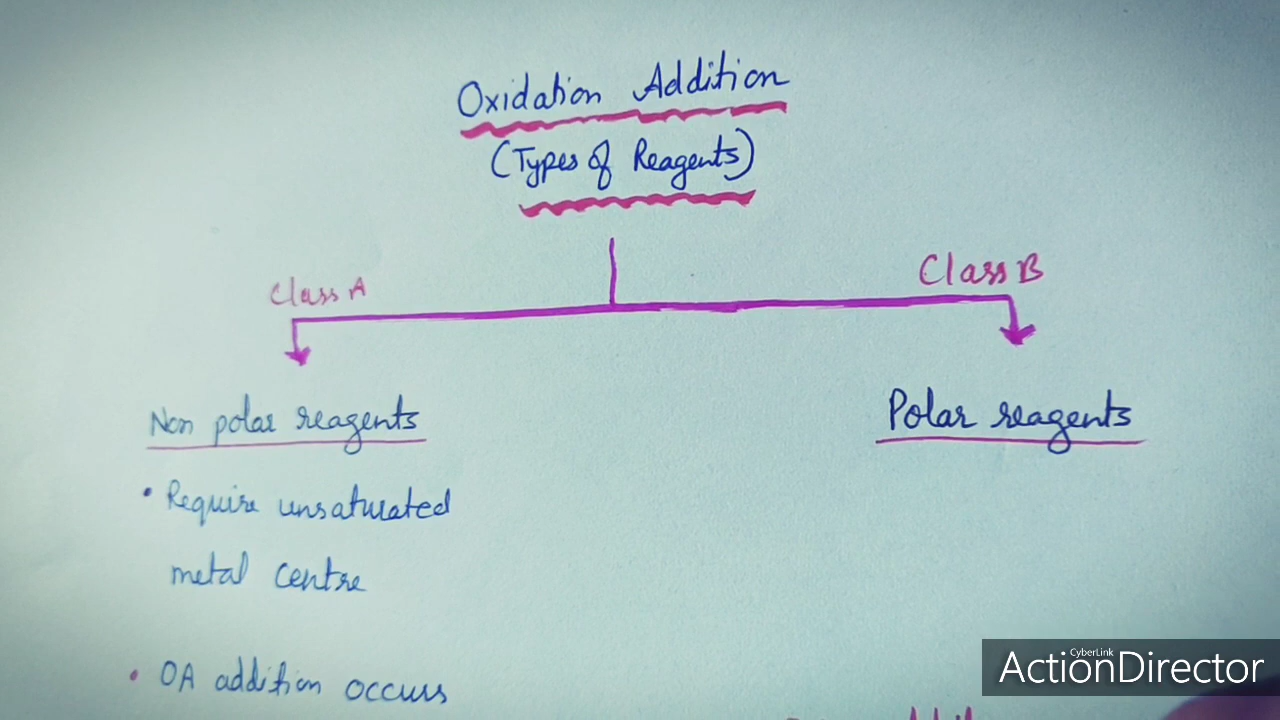 Oxidation Addition
(Types of Reagents)
Class A
Class B
Non polar reagents
Polar reagents
• Require unsaturated
metal centre
• OA addition occurs
CyberLink
ActionDirector